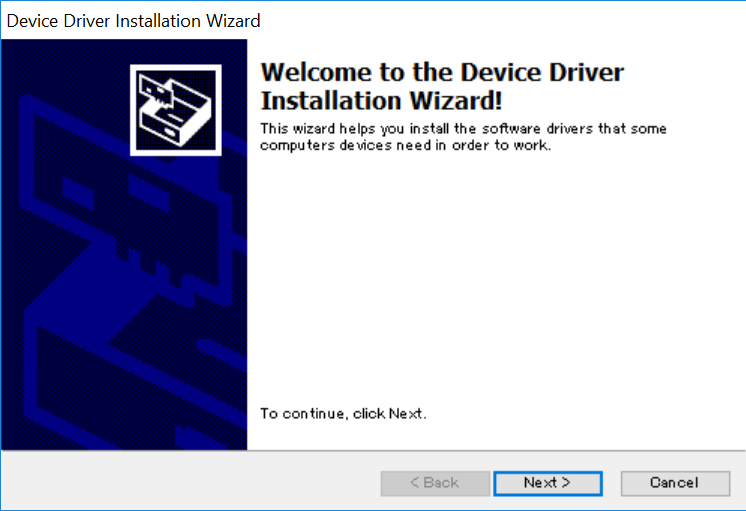 Device Driver Installation Wizard
Welcome to the Device Driver
Installation Wizard!
This wizard helps you install the software drivers that some
computers devices need in order to work.
To continue, click Next.
< Back
Next >
Cancel